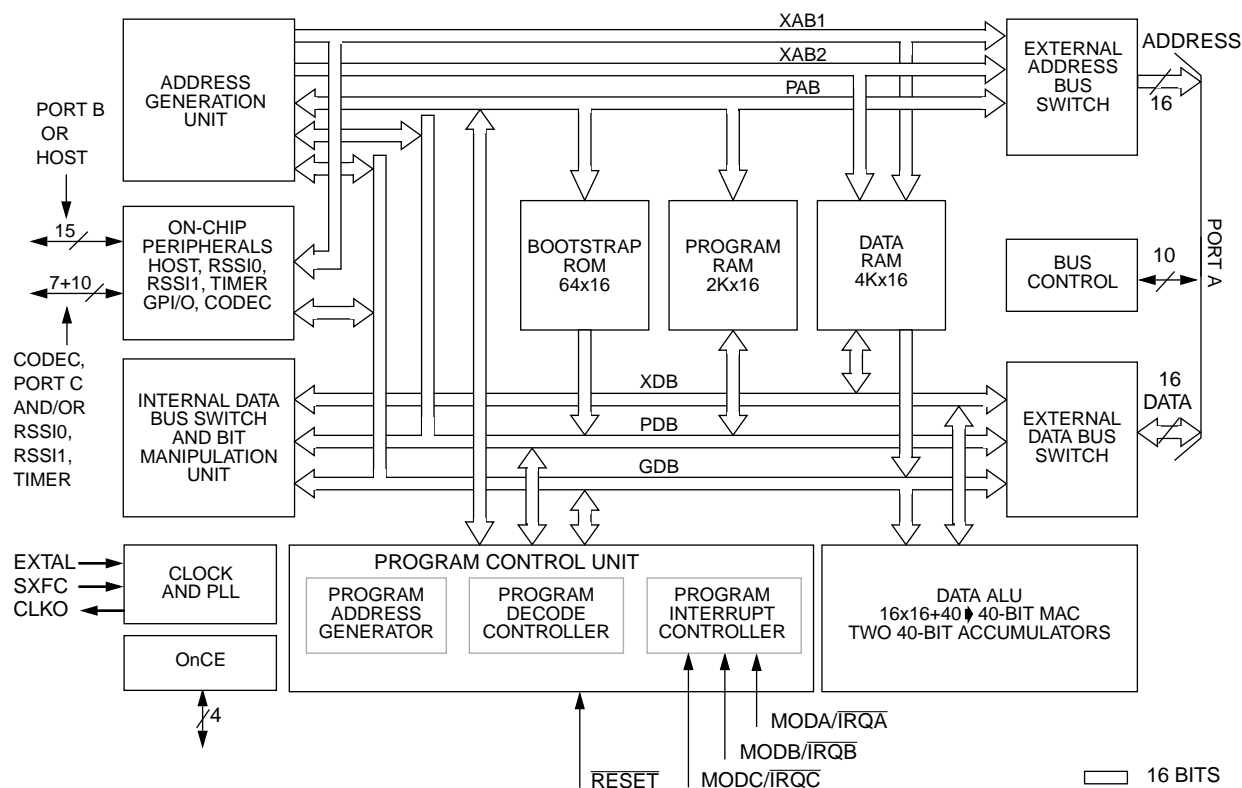 XAB1
XAB2
PAB
ADDRESS
GENERATION
UNIT
EXTERNAL
ADDRESS
BUS
SWITCH
ADDRESS
16
PORT B
OR
HOST
15
7+10
ON-CHIP
PERIPHERALS
HOST, RSSI0,
RSSI1, TIMER
GPI/O, CODEC
BOOTSTRAP
ROM
64x16
PROGRAM
RAM
2Kx16
DATA
RAM
4Kx16
BUS
CONTROL
10
PORT A
CODEC,
PORT C
AND/OR
RSSI0,
RSSI1,
TIMER
INTERNAL DATA
BUS SWITCH
AND BIT
MANIPULATION
UNIT
XDB
PDB
GDB
EXTERNAL
DATA BUS
SWITCH
16
DATA
EXTAL
SXFC
CLKO
CLOCK
AND PLL
OnCE
4
PROGRAM CONTROL UNIT
PROGRAM
ADDRESS
GENERATOR
PROGRAM
DECODE
CONTROLLER
PROGRAM
INTERRUPT
CONTROLLER
DATA ALU
16x16+40 ➧ 40-BIT MAC
TWO 40-BIT ACCUMULATORS
MODA/IRQA
MODB/IRQB
MODC/IRQC
RESET
16 BITS